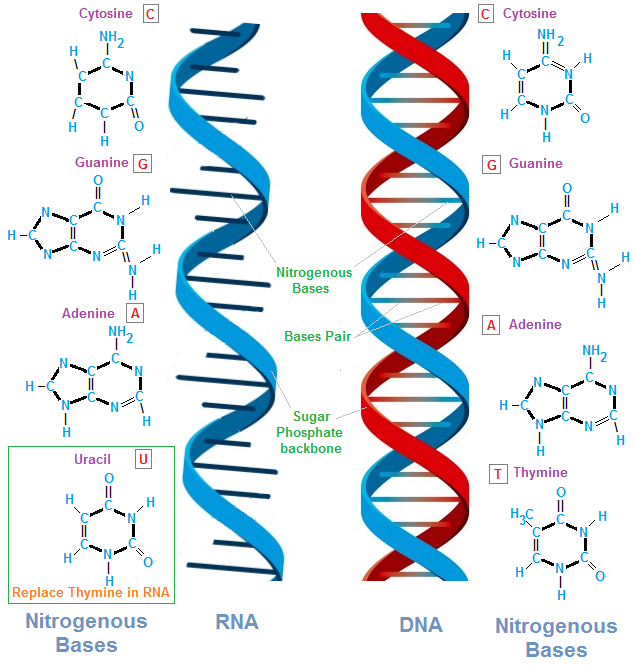 Cytosine C
NH2
H
C
C
N
C
C
C
H
H
O
Guanine G
O
C
N
C
N
H
H
C
N
C
N
C
N
H
H
Adenine A
NH2
C
N
C
N
H
C
N
C
N
C
H
H
Uracil U
O
C
H
C
N
H
C
C
H
N
O
H
Replace Thymine in RNA
Nitrogenous
Bases
RNA
Nitrogenous
Bases
Bases Pair
Sugar
Phosphate
backbone
DNA
C Cytosine
NH2
H
C
C
N
H
C
C
H
N
O
H
G Guanine
O
C
N
C
N
H
H
C
N
C
N
C
N
H
H
A Adenine
NH2
C
N
C
N
H
C
N
C
N
C
H
H
T Thymine
O
H3C
C
C
N
H
C
C
H
N
O
H
Nitrogenous
Bases